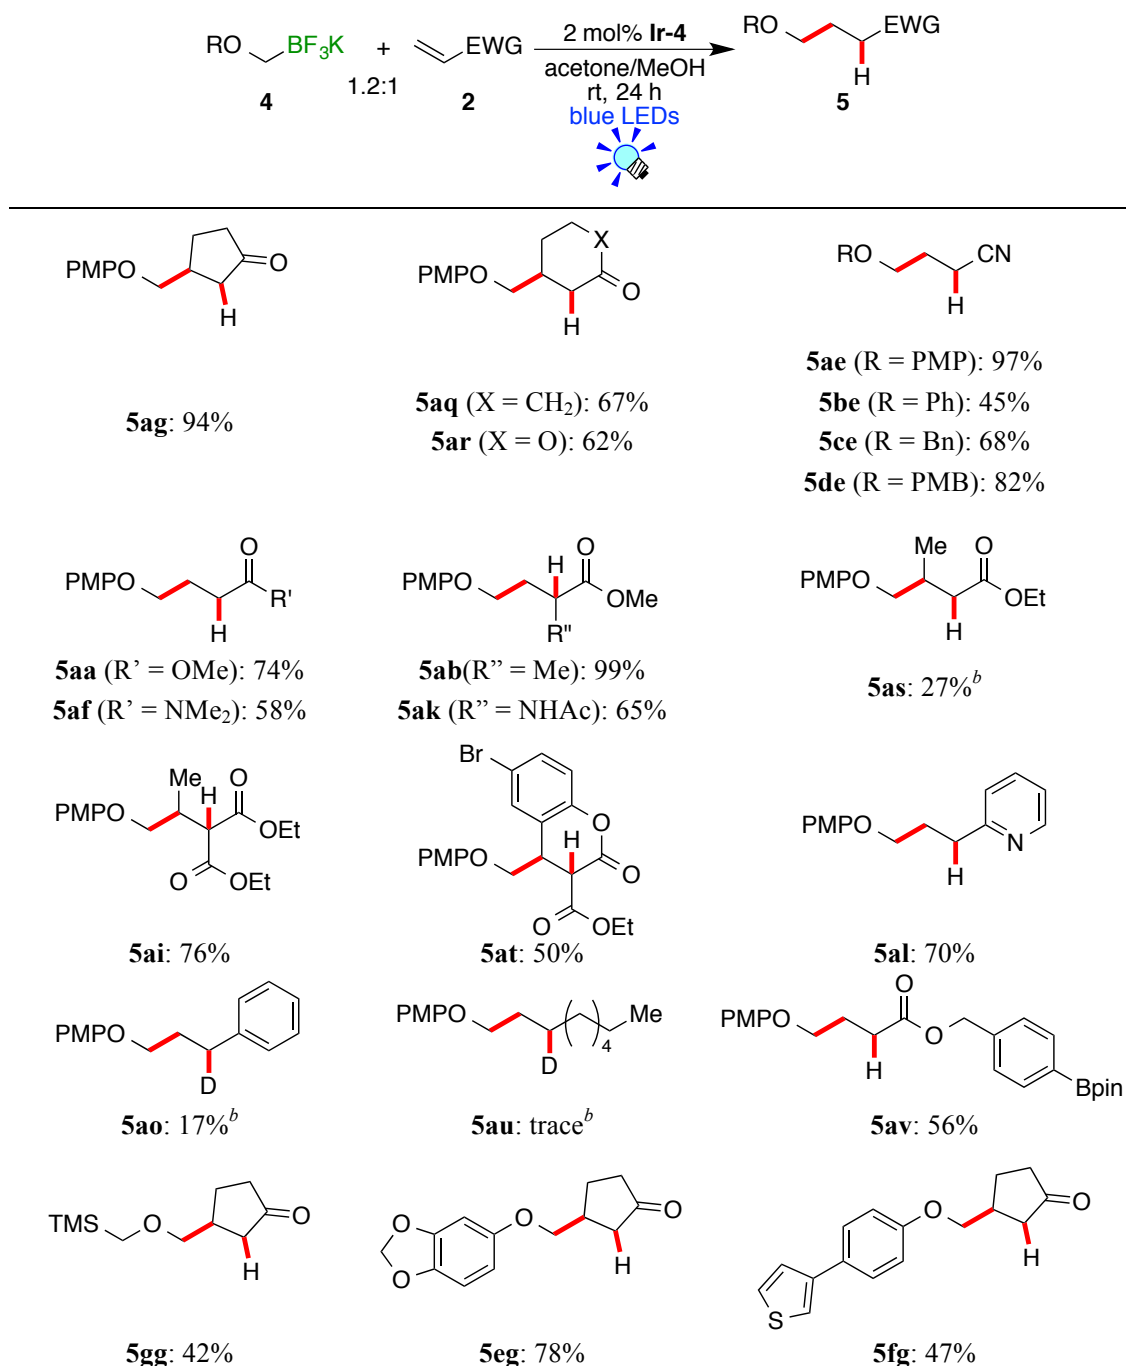 RO BF3K + EWG 2 mol% Ir-4 RO EWG
1.2:1 acetone/MeOH H
4 2 rt, 24 h 5
blue LEDs
PMPO O H
PMPO X O H
RO CN H
5ag: 94%
5aq (X = CH2): 67%
5ar (X = O): 62%
5ae (R = PMP): 97%
5be (R = Ph): 45%
5ce (R = Bn): 68%
5de (R = PMB): 82%
PMPO O R' H
PMPO H O OMe R"
PMPO Me O OEt H
5aa (R’ = OMe): 74%
5af (R’ = NMe2): 58%
5ab(R” = Me): 99%
5ak (R” = NHAc): 65%
5as: 27%b
PMPO Me H O OEt O OEt
Br PMPO H O O O OEt
PMPO N H
5ai: 76%
5at: 50%
5al: 70%
PMPO D
PMPO D 4 Me
PMPO O O H Bpin
5ao: 17%b
5au: traceb
5av: 56%
TMS O O H
O O O O H
S O O H
5gg: 42%
5eg: 78%
5fg: 47%